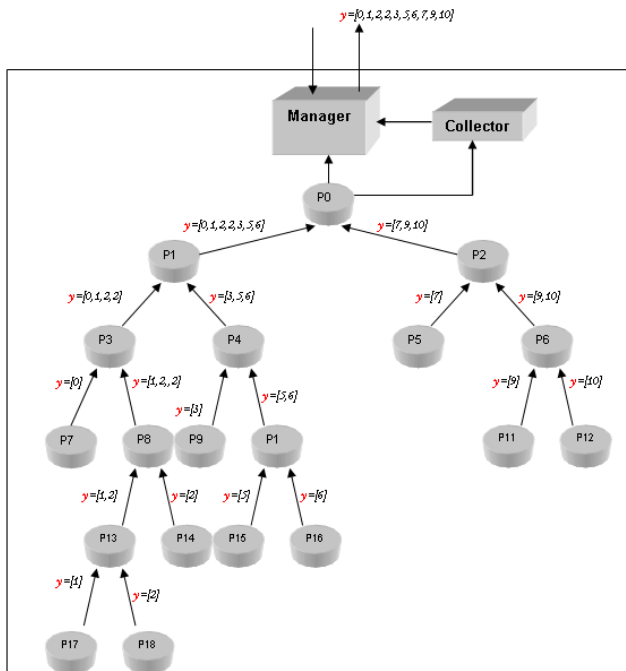 y=[0,1,2,2,3,5,6,7,9,10]
Manager
Collector
P0
y=[0,1,2,2,3,5,6]
y=[7,9,10]
P1
P2
y=[0,1,2,2]
y=[3,5,6]
y=[7]
y=[9,10]
P3
P4
P5
P6
y=[0]
y=[1,2,,2]
y=[3]
y=[5,6]
y=[9]
y=[10]
P7
P8
P9
P1
P11
P12
y=[1,2]
y=[2]
y=[5]
y=[6]
P13
P14
P15
P16
y=[1]
y=[2]
P17
P18